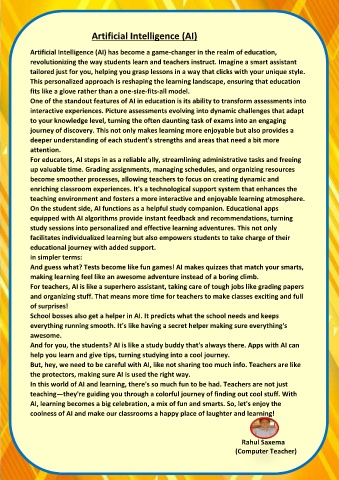 Artificial Intelligence (AI)
Artificial Intelligence (AI) has become a game-changer in the realm of education,
revolutionizing the way students learn and teachers instruct. Imagine a smart assistant
tailored just for you, helping you grasp lessons in a way that clicks with your unique style.
This personalized approach is reshaping the learning landscape, ensuring that education
fits like a glove rather than a one-size-fits-all model.
One of the standout features of AI in education is its ability to transform assessments into
interactive experiences. Picture assessments evolving into dynamic challenges that adapt
to your knowledge level, turning the often daunting task of exams into an engaging
journey of discovery. This not only makes learning more enjoyable but also provides a
deeper understanding of each student's strengths and areas that need a bit more
attention.
For educators, AI steps in as a reliable ally, streamlining administrative tasks and freeing
up valuable time. Grading assignments, managing schedules, and organizing resources
become smoother processes, allowing teachers to focus on creating dynamic and
enriching classroom experiences. It's a technological support system that enhances the
teaching environment and fosters a more interactive and enjoyable learning atmosphere.
On the student side, AI functions as a helpful study companion. Educational apps
equipped with AI algorithms provide instant feedback and recommendations, turning
study sessions into personalized and effective learning adventures. This not only
facilitates individualized learning but also empowers students to take charge of their
educational journey with added support.
in simpler terms:
And guess what? Tests become like fun games! AI makes quizzes that match your smarts,
making learning feel like an awesome adventure instead of a boring climb.
For teachers, AI is like a superhero assistant, taking care of tough jobs like grading papers
and organizing stuff. That means more time for teachers to make classes exciting and full
of surprises!
School bosses also get a helper in AI. It predicts what the school needs and keeps
everything running smooth. It's like having a secret helper making sure everything's
awesome.
And for you, the students? AI is like a study buddy that's always there. Apps with AI can
help you learn and give tips, turning studying into a cool journey.
But, hey, we need to be careful with AI, like not sharing too much info. Teachers are like
the protectors, making sure AI is used the right way.
In this world of AI and learning, there's so much fun to be had. Teachers are not just
teaching—they're guiding you through a colorful journey of finding out cool stuff. With
AI, learning becomes a big celebration, a mix of fun and smarts. So, let's enjoy the
coolness of AI and make our classrooms a happy place of laughter and learning!
Rahul Saxema
(Computer Teacher)